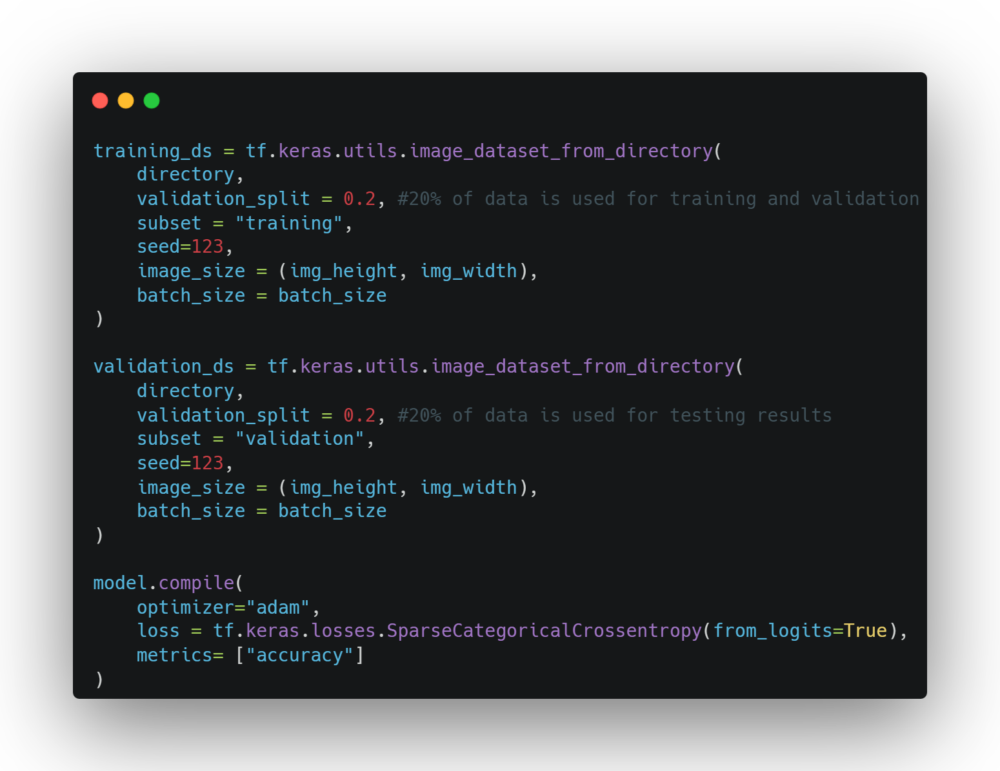 training_ds = tf.keras.utils.image_dataset_from_directory(
    directory,
    validation_split = 0.2, #20% of data is used for training and validation
    subset = "training",
    seed=123,
    image_size = (img_height, img_width),
    batch_size = batch_size
)

validation_ds = tf.keras.utils.image_dataset_from_directory(
    directory,
    validation_split = 0.2, #20% of data is used for testing results
    subset = "validation",
    seed=123,
    image_size = (img_height, img_width),
    batch_size = batch_size
)

model.compile(
    optimizer="adam",
    loss = tf.keras.losses.SparseCategoricalCrossentropy(from_logits=True),
    metrics= ["accuracy"]
)